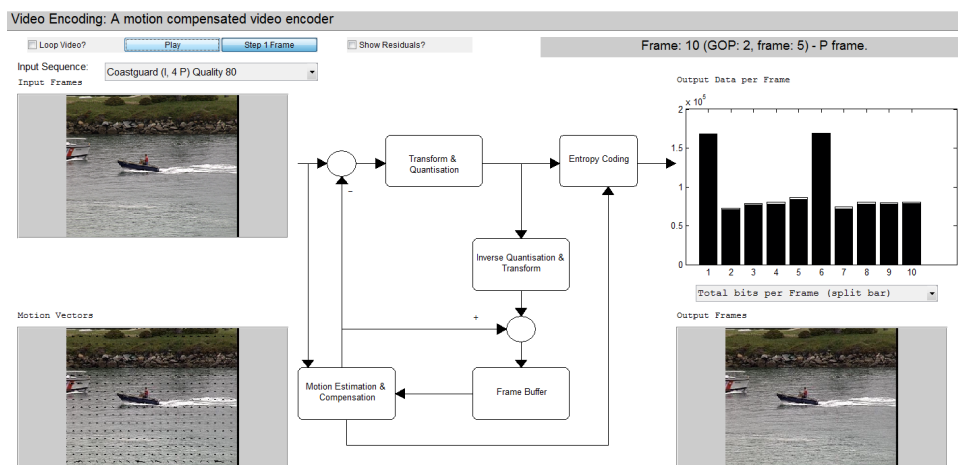 Video Encoding: A motion compensated video encoder
Loop Video?
Play
Step 1 Frame
Show Residuals?
Frame: 10 (GOP: 2, frame: 5) - P frame.
Input Sequence:
Coastguard (I, 4 P) Quality 80
Input Frames
Output Data per Frame
x 10^5
2
1.5
1
0.5
0
1 2 3 4 5 6 7 8 9 10
Total bits per Frame (split bar)
Transform &
Quantisation
Entropy Coding
−
Inverse Quantisation &
Transform
+
Motion Estimation &
Compensation
Frame Buffer
Motion Vectors
Output Frames